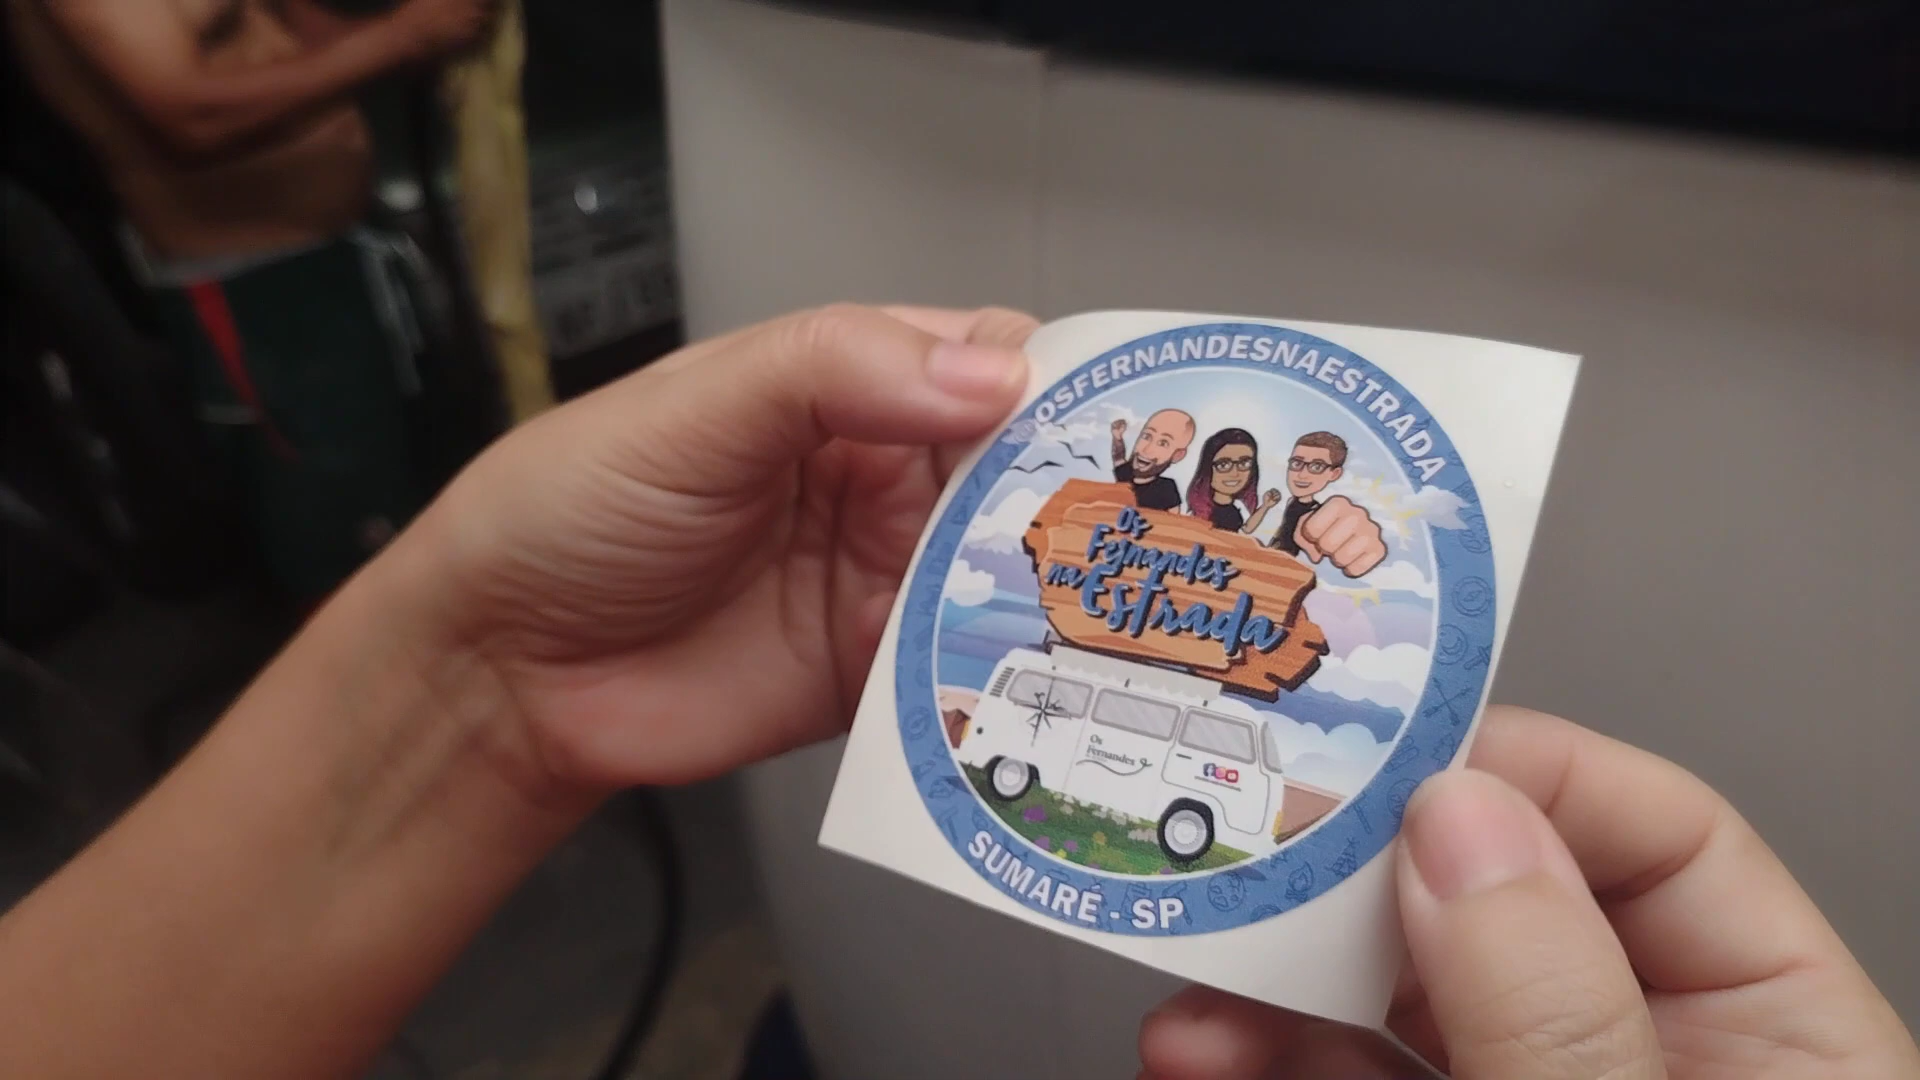 OSFERNANDESNAESTRADA
Os
Fernandes
na Estrada
Os
Fernandes
SUMARÉ - SP